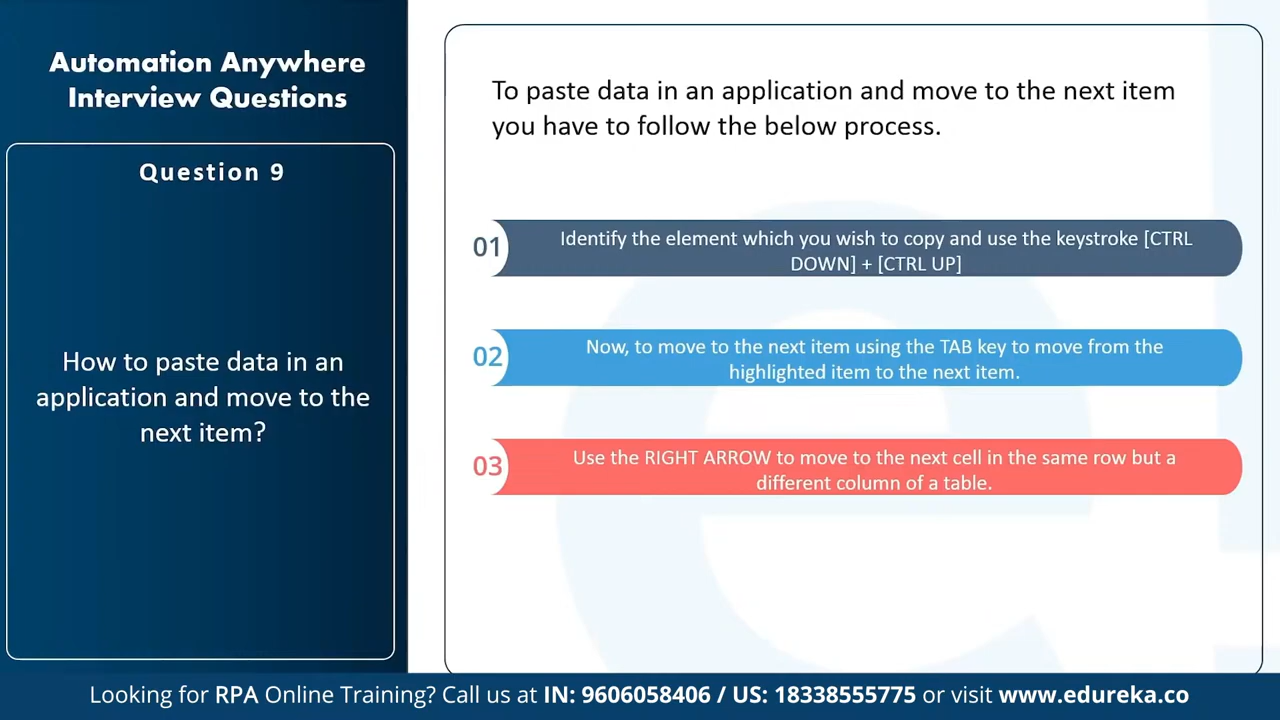 Automation Anywhere
Interview Questions
Question 9
How to paste data in an
application and move to the
next item?
To paste data in an application and move to the next item
you have to follow the below process.
01
Identify the element which you wish to copy and use the keystroke [CTRL
DOWN] + [CTRL UP]
02
Now, to move to the next item using the TAB key to move from the
highlighted item to the next item.
03
Use the RIGHT ARROW to move to the next cell in the same row but a
different column of a table.
Looking for RPA Online Training? Call us at IN: 9606058406 / US: 18338555775 or visit www.edureka.co